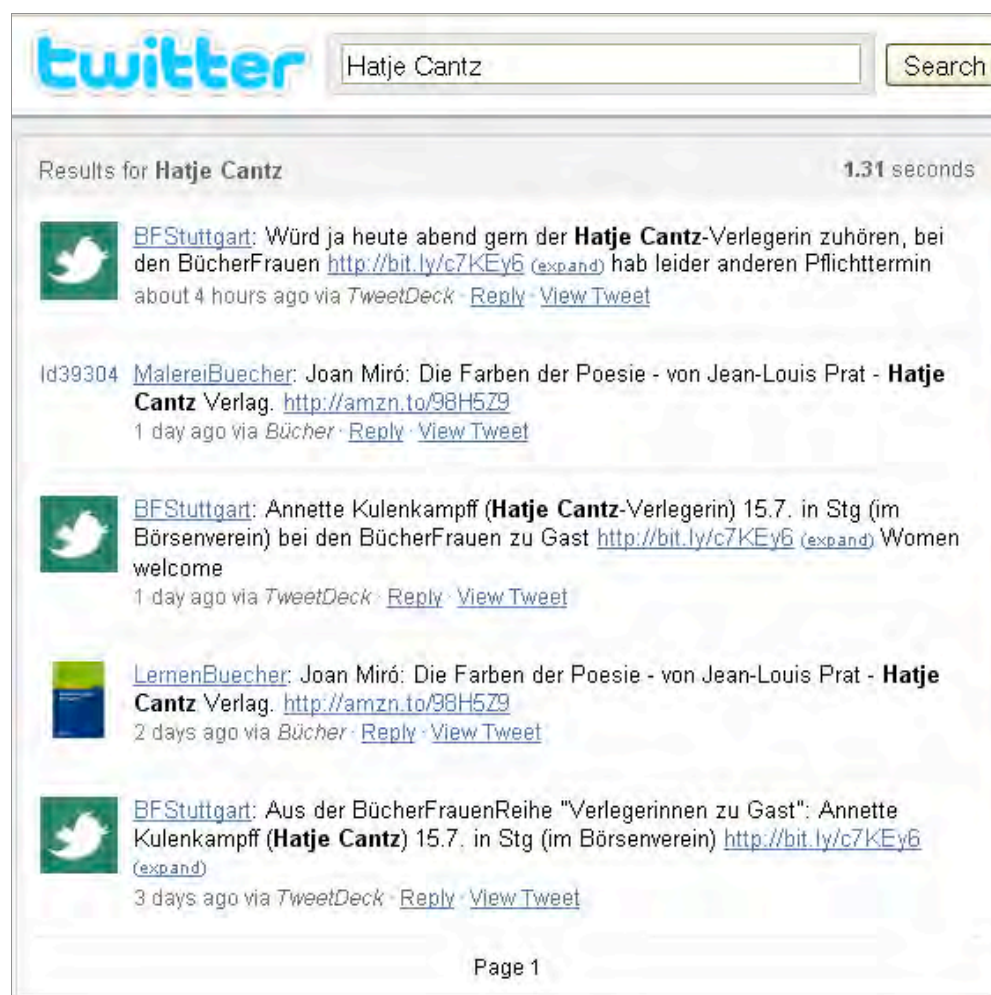 twitter
Hatje Cantz
Search
Results for Hatje Cantz
1.31 seconds
BFStuttgart: Würd ja heute abend gern der Hatje Cantz-Verlegerin zuhören, bei
den BücherFrauen http://bit.ly/c7KEy6 (expand) hab leider anderen Pflichttermin
about 4 hours ago via TweetDeck · Reply · View Tweet
Id39304
MalereiBuecher: Joan Miró: Die Farben der Poesie - von Jean-Louis Prat - Hatje
Cantz Verlag. http://amzn.to/98H5Z9
1 day ago via Bücher · Reply · View Tweet
BFStuttgart: Annette Kulenkampff (Hatje Cantz-Verlegerin) 15.7. in Stg (im
Börsenverein) bei den BücherFrauen zu Gast http://bit.ly/c7KEy6 (expand) Women
welcome
1 day ago via TweetDeck · Reply · View Tweet
LernenBuecher: Joan Miró: Die Farben der Poesie - von Jean-Louis Prat - Hatje
Cantz Verlag. http://amzn.to/98H5Z9
2 days ago via Bücher · Reply · View Tweet
BFStuttgart: Aus der BücherFrauenReihe "Verlegerinnen zu Gast": Annette
Kulenkampff (Hatje Cantz) 15.7. in Stg (im Börsenverein) http://bit.ly/c7KEy6
(expand)
3 days ago via TweetDeck · Reply · View Tweet
Page 1